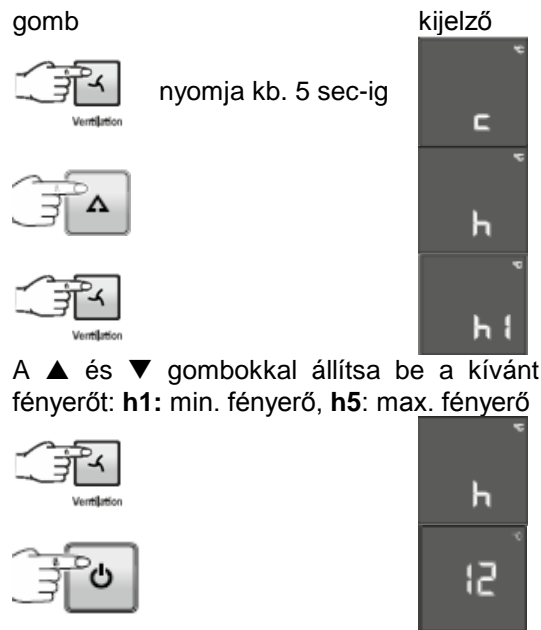 gomb kijelző
Ventilation
nyomja kb. 5 sec-ig
°C
c
°C
h
Ventilation
°C
h1
A ▲ és ▼ gombokkal állítsa be a kívánt
fényerőt: h1: min. fényerő, h5: max. fényerő
Ventilation
°C
h
°C
12